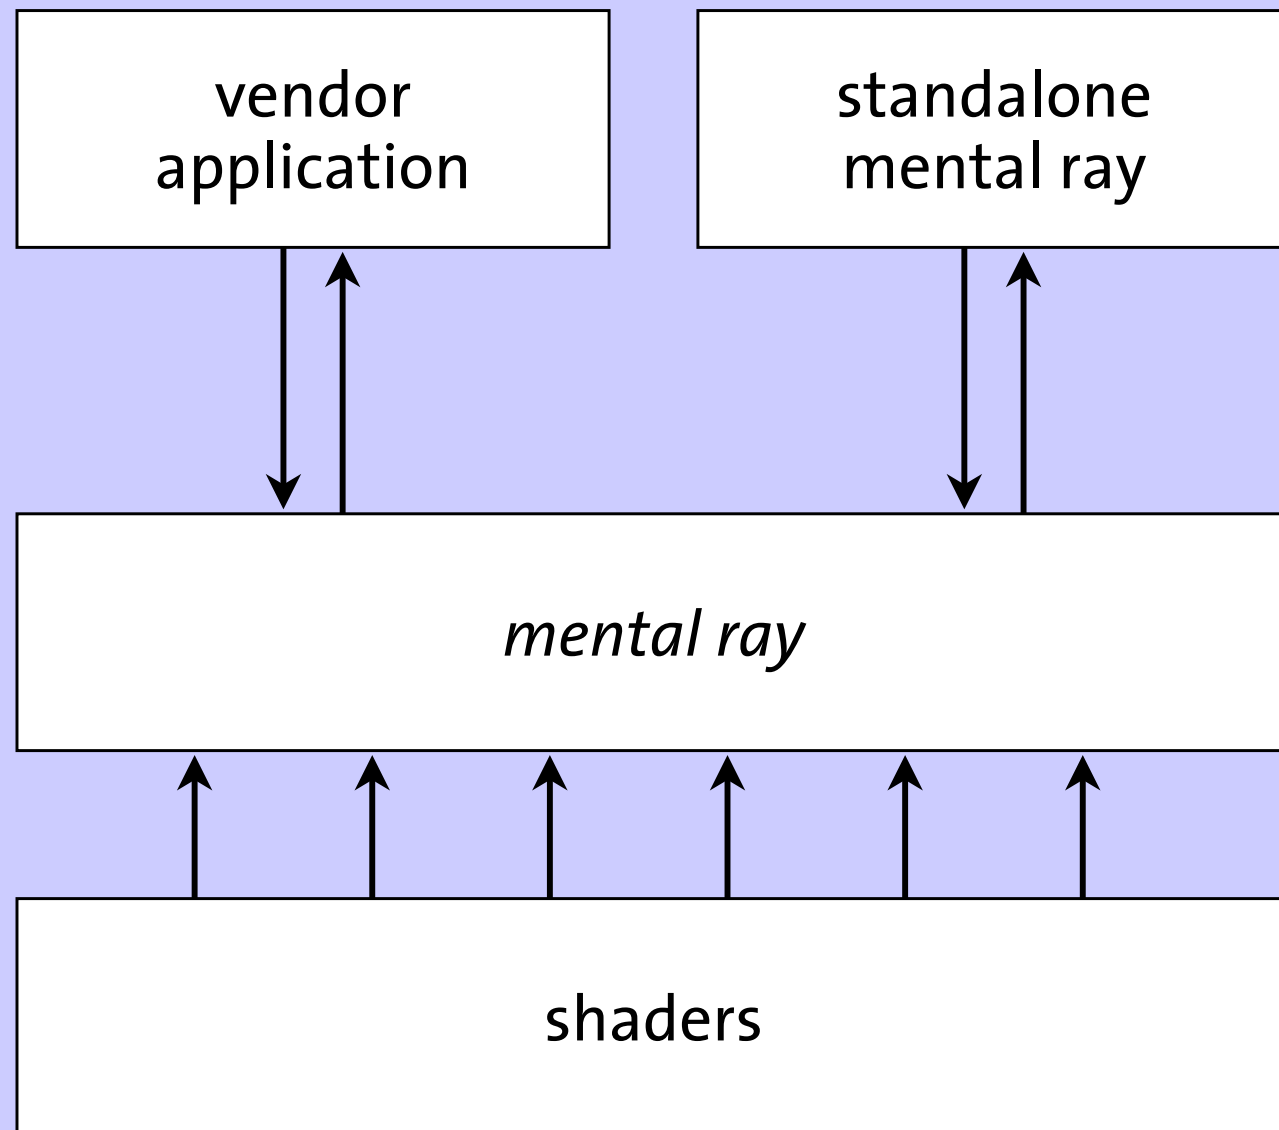 vendor
application
standalone
mental ray
mental ray
shaders